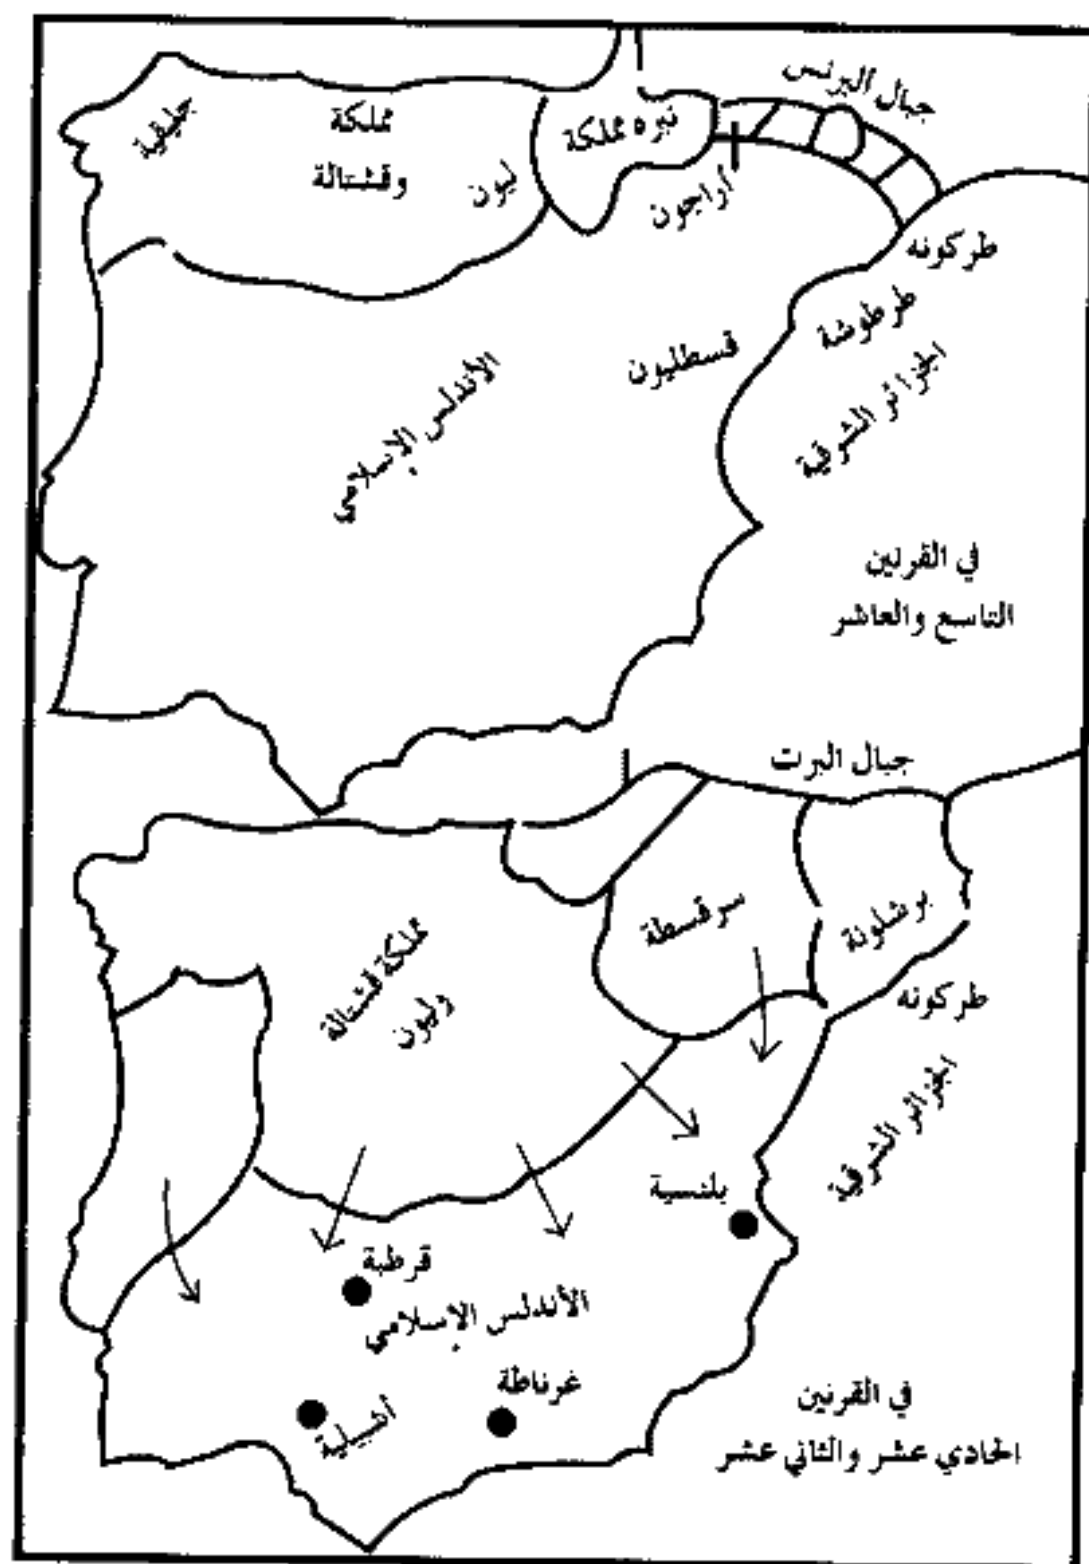 جبال البرنس
جليقية
مملكة
وقشتالة
ليون
نبره مملكة
أراجون
طركونه
طرطوشة
الجزائر الشرقية
قسطليون
الأندلس الإسلامي
في القرنين
التاسع والعاشر
جبال البرت
سرقسطة
برشلونة
مملكة قشتالة
وليون
طركونه
الجزائر الشرقية
بلنسية
قرطبة
الأندلس الإسلامي
غرناطة
أشبيلية
في القرنين
الحادي عشر والثاني عشر